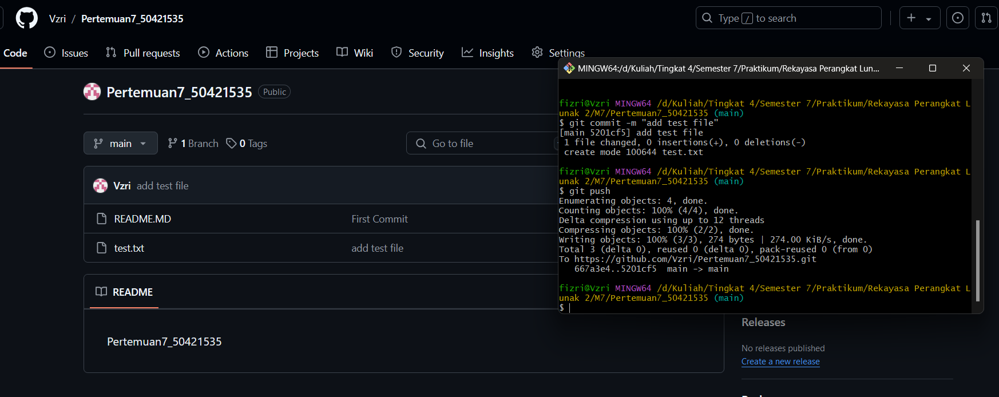 Vzri / Pertemuan7_50421535
Type / to search
Code Issues Pull requests Actions Projects Wiki Security Insights Settings
Pertemuan7_50421535 Public
main 1 Branch 0 Tags Go to file
Vzri add test file
README.MD First Commit
test.txt add test file
README
Pertemuan7_50421535
MINGW64:/d/Kuliah/Tingkat 4/Semester 7/Praktikum/Rekayasa Perangkat Lun...
fizri@Vzri MINGW64 /d/Kuliah/Tingkat 4/Semester 7/Praktikum/Rekayasa Perangkat L
unak 2/M7/Pertemuan7_50421535 (main)
$ git commit -m "add test file"
[main 5201cf5] add test file
1 file changed, 0 insertions(+), 0 deletions(-)
create mode 100644 test.txt
fizri@Vzri MINGW64 /d/Kuliah/Tingkat 4/Semester 7/Praktikum/Rekayasa Perangkat L
unak 2/M7/Pertemuan7_50421535 (main)
$ git push
Enumerating objects: 4, done.
Counting objects: 100% (4/4), done.
Delta compression using up to 12 threads
Compressing objects: 100% (2/2), done.
Writing objects: 100% (3/3), 274 bytes | 274.00 KiB/s, done.
Total 3 (delta 0), reused 0 (delta 0), pack-reused 0 (from 0)
To https://github.com/Vzri/Pertemuan7_50421535.git
667a3e4..5201cf5 main -> main
fizri@Vzri MINGW64 /d/Kuliah/Tingkat 4/Semester 7/Praktikum/Rekayasa Perangkat L
unak 2/M7/Pertemuan7_50421535 (main)
$
Releases
No releases published
Create a new release